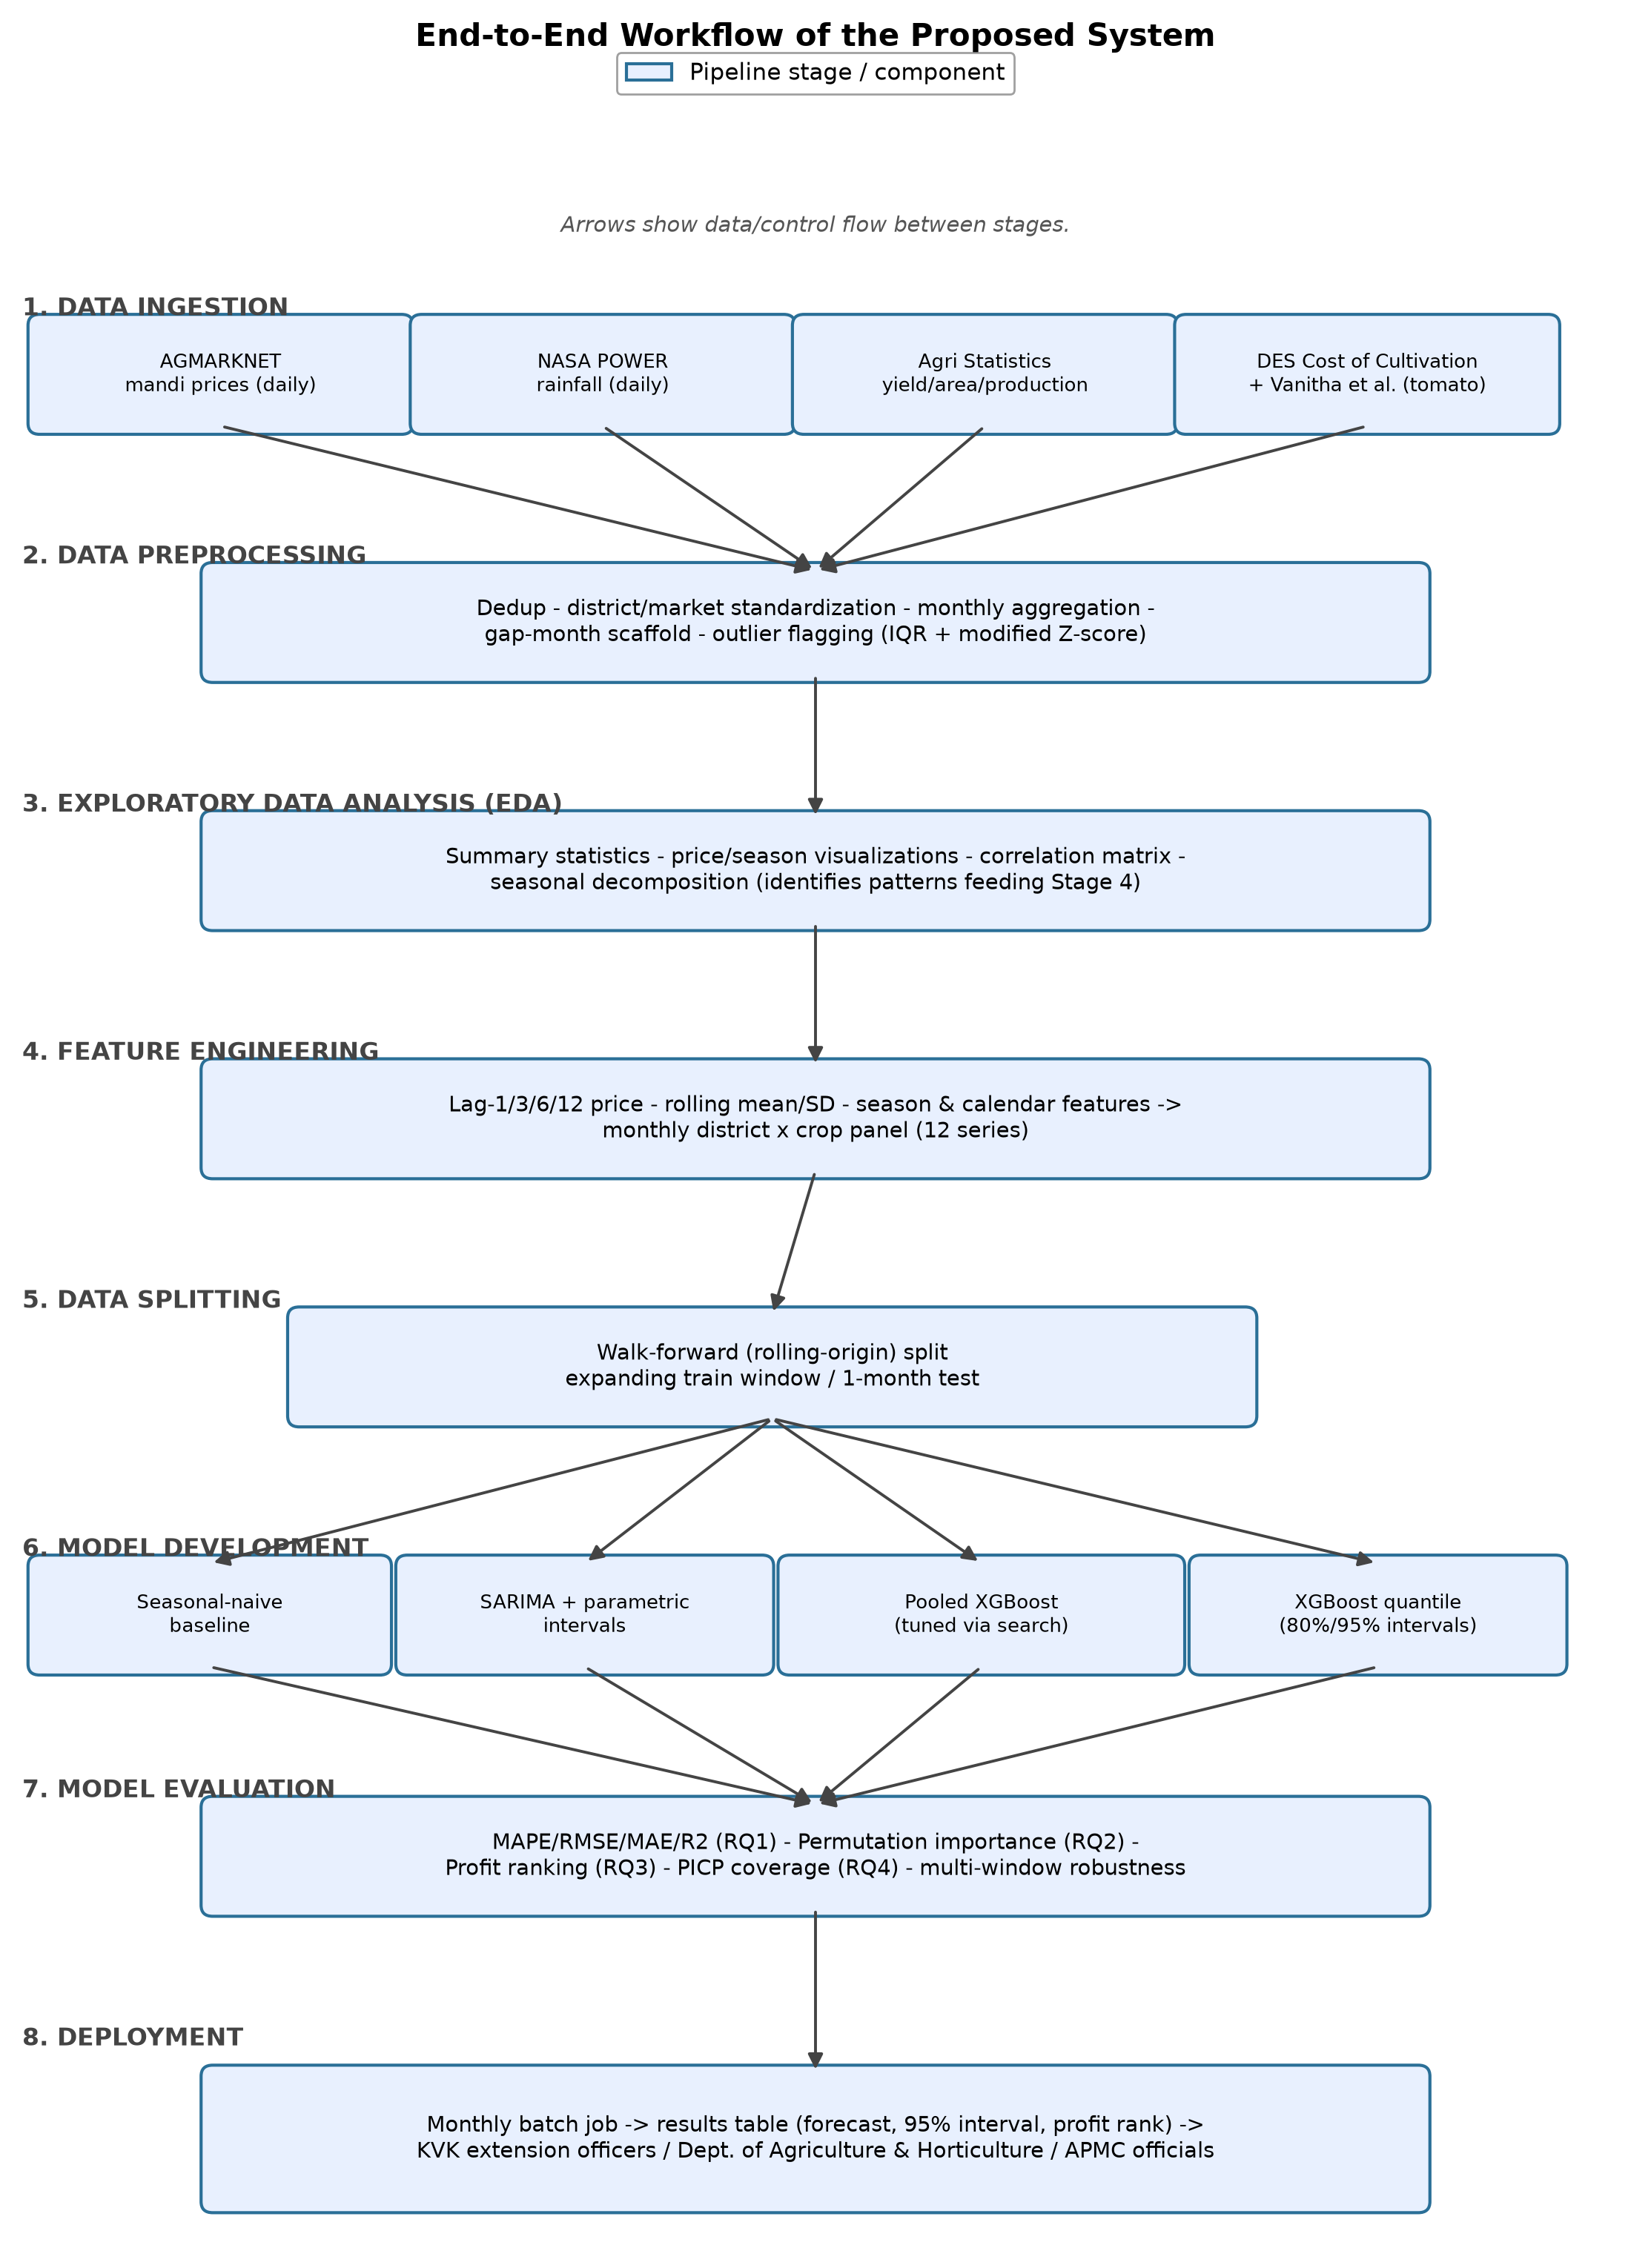 End-to-End Workflow of the Proposed System
Pipeline stage / component
Arrows show data/control flow between stages.
1. DATA INGESTION
AGMARKNET
mandi prices (daily)
NASA POWER
rainfall (daily)
Agri Statistics
yield/area/production
DES Cost of Cultivation
+ Vanitha et al. (tomato)
2. DATA PREPROCESSING
Dedup - district/market standardization - monthly aggregation -
gap-month scaffold - outlier flagging (IQR + modified Z-score)
3. EXPLORATORY DATA ANALYSIS (EDA)
Summary statistics - price/season visualizations - correlation matrix -
seasonal decomposition (identifies patterns feeding Stage 4)
4. FEATURE ENGINEERING
Lag-1/3/6/12 price - rolling mean/SD - season & calendar features ->
monthly district x crop panel (12 series)
5. DATA SPLITTING
Walk-forward (rolling-origin) split
expanding train window / 1-month test
6. MODEL DEVELOPMENT
Seasonal-naive
baseline
SARIMA + parametric
intervals
Pooled XGBoost
(tuned via search)
XGBoost quantile
(80%/95% intervals)
7. MODEL EVALUATION
MAPE/RMSE/MAE/R2 (RQ1) - Permutation importance (RQ2) -
Profit ranking (RQ3) - PICP coverage (RQ4) - multi-window robustness
8. DEPLOYMENT
Monthly batch job -> results table (forecast, 95% interval, profit rank) ->
KVK extension officers / Dept. of Agriculture & Horticulture / APMC officials